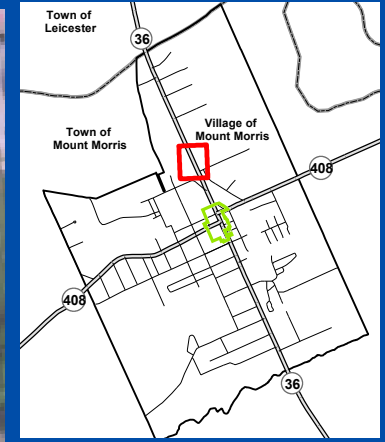 Town of
Leicester
36
Town of
Mount Morris
Village of
Mount Morris
408
408
36